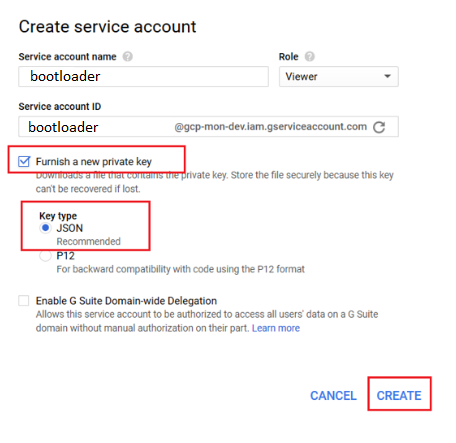 Create service account
Service account name
Role
bootloader
Viewer
Service account ID
bootloader
@gcp-mon-dev.iam.gserviceaccount.com
Furnish a new private key
Downloads a file that contains the private key. Store the file securely because this key
can't be recovered if lost.
Key type
JSON
Recommended
P12
For backward compatibility with code using the P12 format
Enable G Suite Domain-wide Delegation
Allows this service account to be authorized to access all users' data on a G Suite
domain without manual authorization on their part. Learn more
CANCEL
CREATE